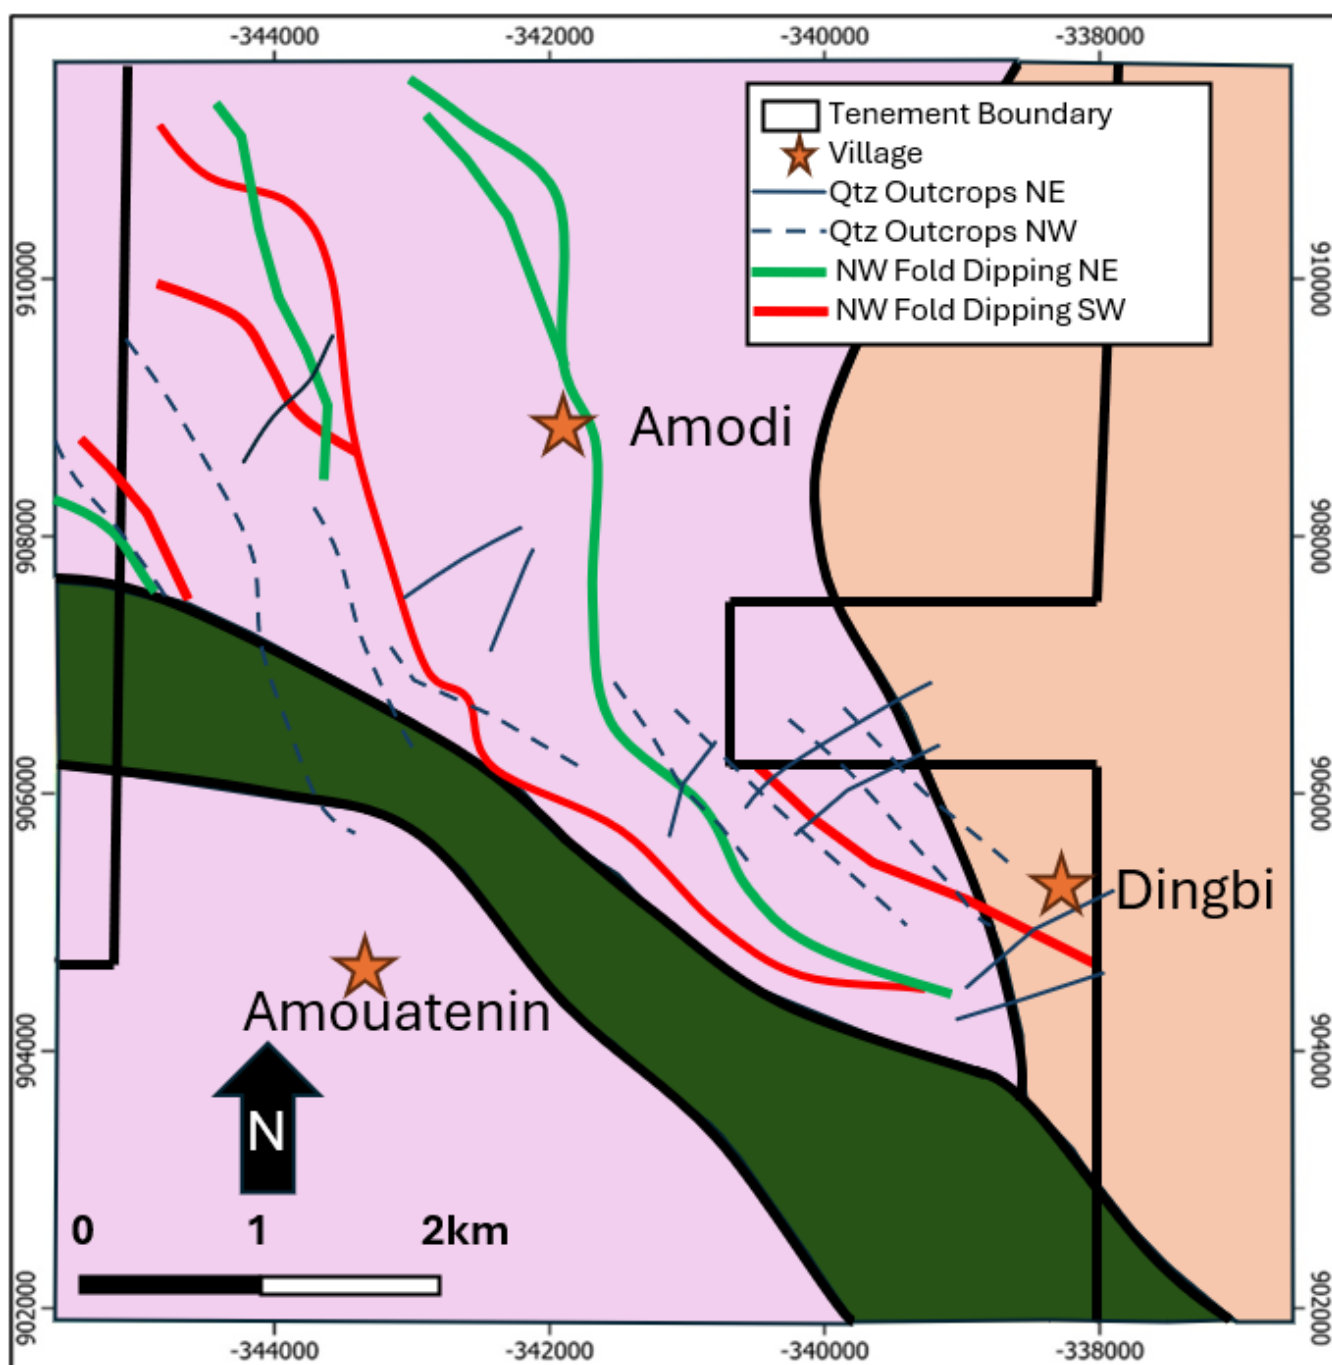 -344000 -342000 -340000 -338000
Tenement Boundary
Village
Qtz Outcrops NE
Qtz Outcrops NW
NW Fold Dipping NE
NW Fold Dipping SW
910000 910000
Amodi
908000 908000
906000 906000
Dingbi
Amouatenin
904000 904000
N
0 1 2km
902000 902000
-344000 -342000 -340000 -338000